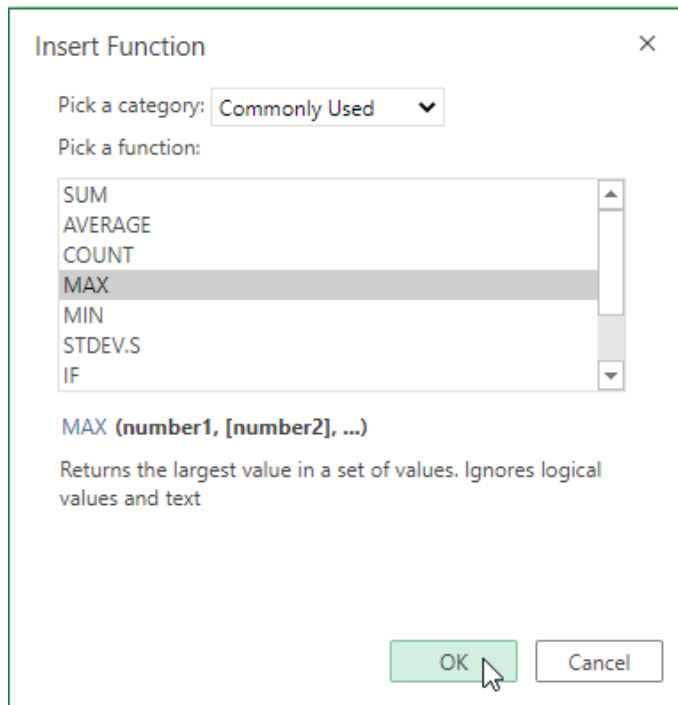 Insert Function
Pick a category: Commonly Used
Pick a function:
SUM
AVERAGE
COUNT
MAX
MIN
STDEV.S
IF
MAX (number1, [number2], ...)
Returns the largest value in a set of values. Ignores logical
values and text
OK Cancel